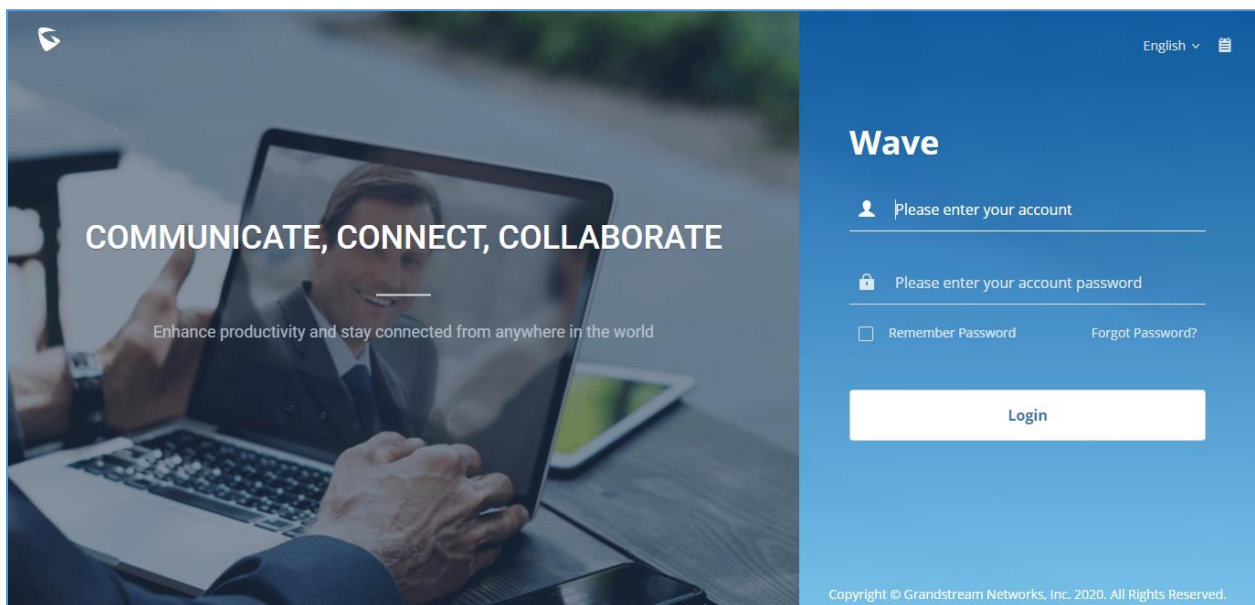 English
Wave
Please enter your account
COMMUNICATE, CONNECT, COLLABORATE
Enhance productivity and stay connected from anywhere in the world
Please enter your account password
Remember Password
Forgot Password?
Login
Copyright © Grandstream Networks, Inc. 2020. All Rights Reserved.